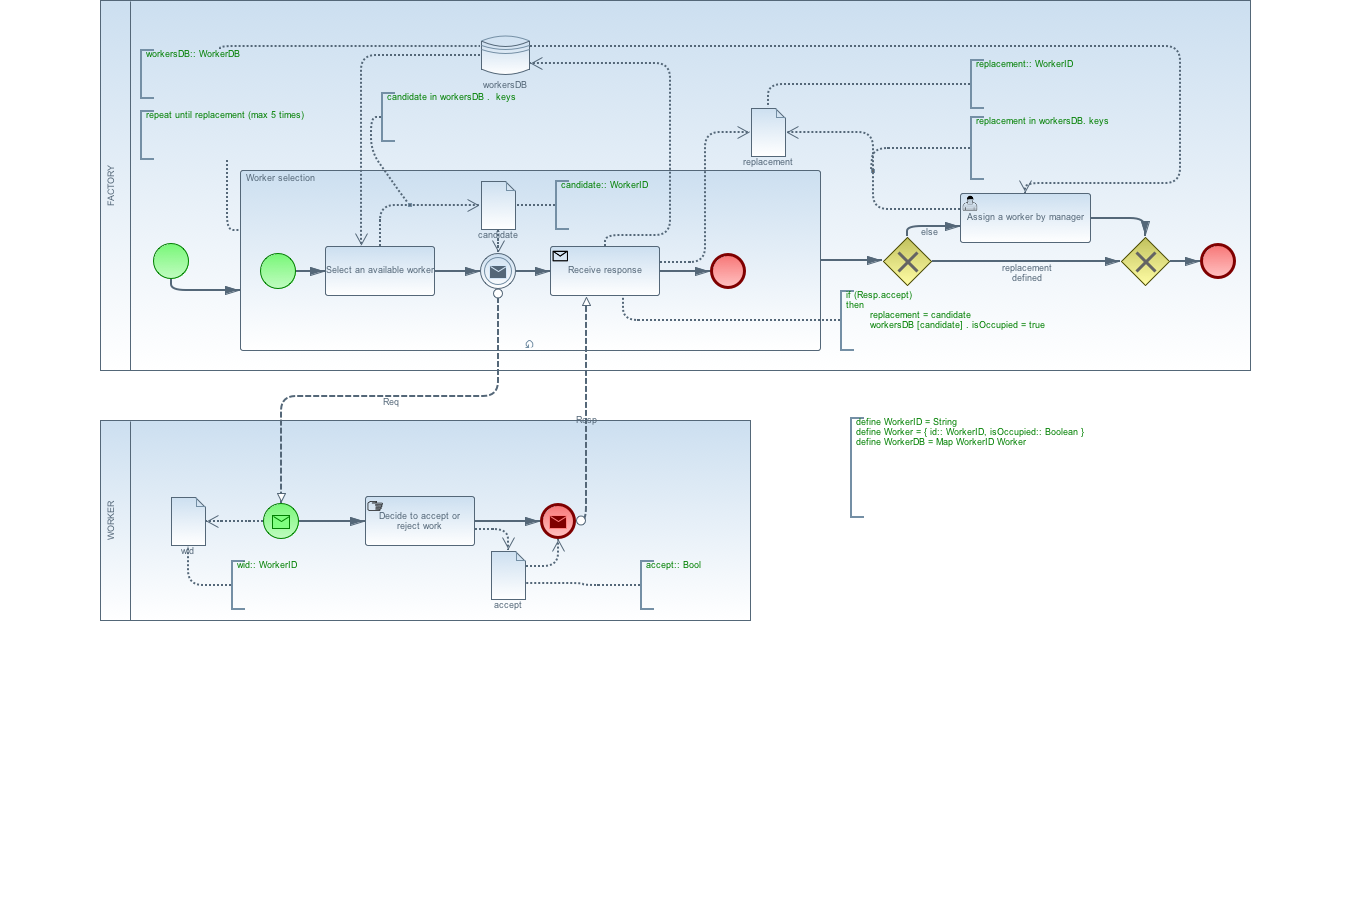 FACTORY
workersDB:: WorkerDB
repeat until replacement (max 5 times)
workersDB
candidate in workersDB .  keys
replacement:: WorkerID
replacement in workersDB. keys
replacement
Worker selection
candidate:: WorkerID
candidate
Select an available worker
Receive response
else
Assign a worker by manager
replacement
defined
if (Resp.accept)
then
replacement = candidate
workersDB [candidate] . isOccupied = true
Req
Resp
define WorkerID = String
define Worker = { id:: WorkerID, isOccupied:: Boolean }
define WorkerDB = Map WorkerID Worker
WORKER
Decide to accept or
reject work
wid
wid:: WorkerID
accept
accept:: Bool